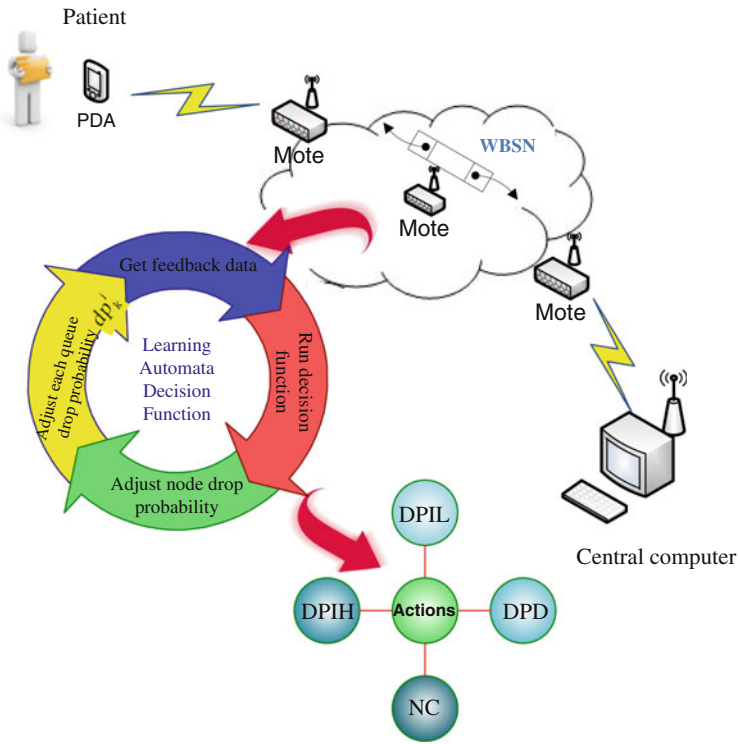 Patient
PDA
Mote
WBSN
Mote
Mote
Get feedback data
Run decision
function
Adjust node drop
probability
Adjust each queue
drop probability dp_k^i
Learning
Automata
Decision
Function
Central computer
DPIL
DPIH
Actions
DPD
NC